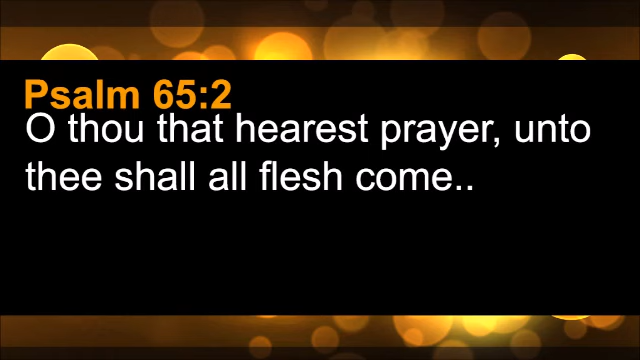 Psalm 65:2
O thou that hearest prayer, unto
thee shall all flesh come..